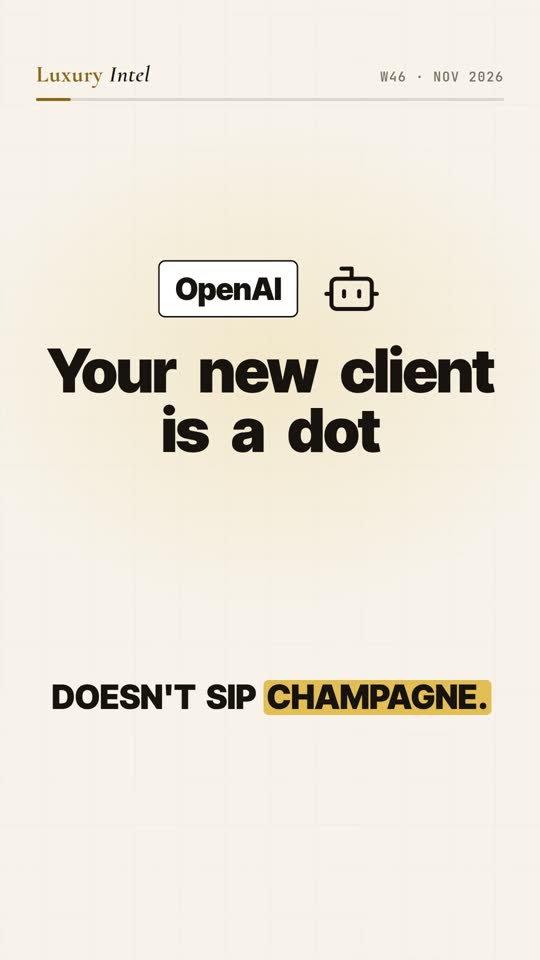 Luxury Intel
W46 · NOV 2026
OpenAI
Your new client
is a dot
DOESN'T SIP CHAMPAGNE.